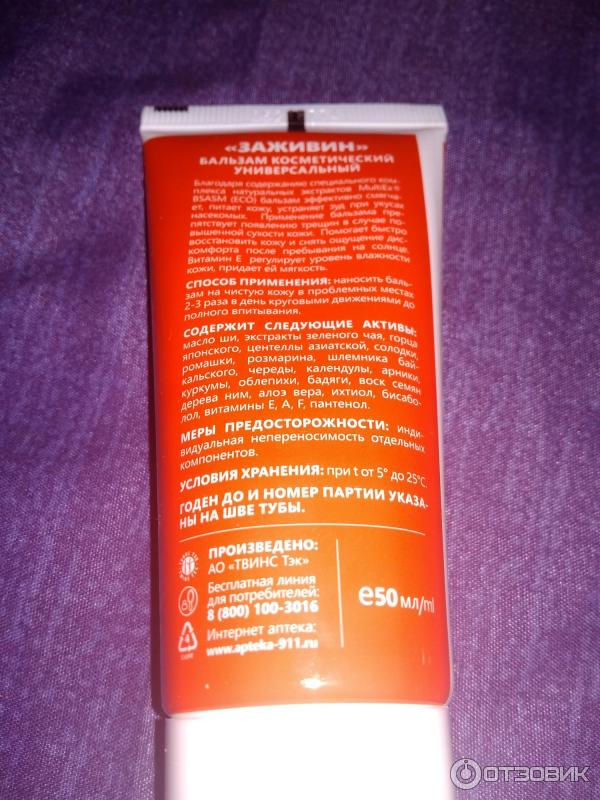 «ЗАЖИВИН»
БАЛЬЗАМ КОСМЕТИЧЕСКИЙ
УНИВЕРСАЛЬНЫЙ
Благодаря содержанию специального ком-
плекса натуральных экстрактов MultiEx®
BSASM (ECO) бальзам эффективно смягча-
ет, питает кожу, устраняет зуд при укусах
насекомых. Применение бальзама пре-
пятствует появлению трещин в случае по-
вышенной сухости кожи. Помогает быстро
восстановить кожу и снять ощущение дис-
комфорта после пребывания на солнце.
Витамин Е регулирует уровень влажности
кожи, придает ей мягкость.
СПОСОБ ПРИМЕНЕНИЯ: наносить баль-
зам на чистую кожу в проблемных местах
2-3 раза в день круговыми движениями до
полного впитывания.
СОДЕРЖИТ СЛЕДУЮЩИЕ АКТИВЫ:
масло ши, экстракты зеленого чая, горца
японского, центеллы азиатской, солодки,
ромашки, розмарина, шлемника бай-
кальского, череды, календулы, арники,
куркумы, облепихи, бадяги, воск семян
дерева ним, алоэ вера, ихтиол, бисабо-
лол, витамины Е, А, F, пантенол.
МЕРЫ ПРЕДОСТОРОЖНОСТИ: инди-
видуальная непереносимость отдельных
компонентов.
УСЛОВИЯ ХРАНЕНИЯ: при t от 5° до 25°С.
ГОДЕН ДО И НОМЕР ПАРТИИ УКАЗА-
НЫ НА ШВЕ ТУБЫ.
ПРОИЗВЕДЕНО:
АО «ТВИНС Тэк»
Бесплатная линия
для потребителей:
8 (800) 100-3016
Интернет аптека:
www.apteka-911.ru
℮50 мл/ml
4
ОТЗОВИК